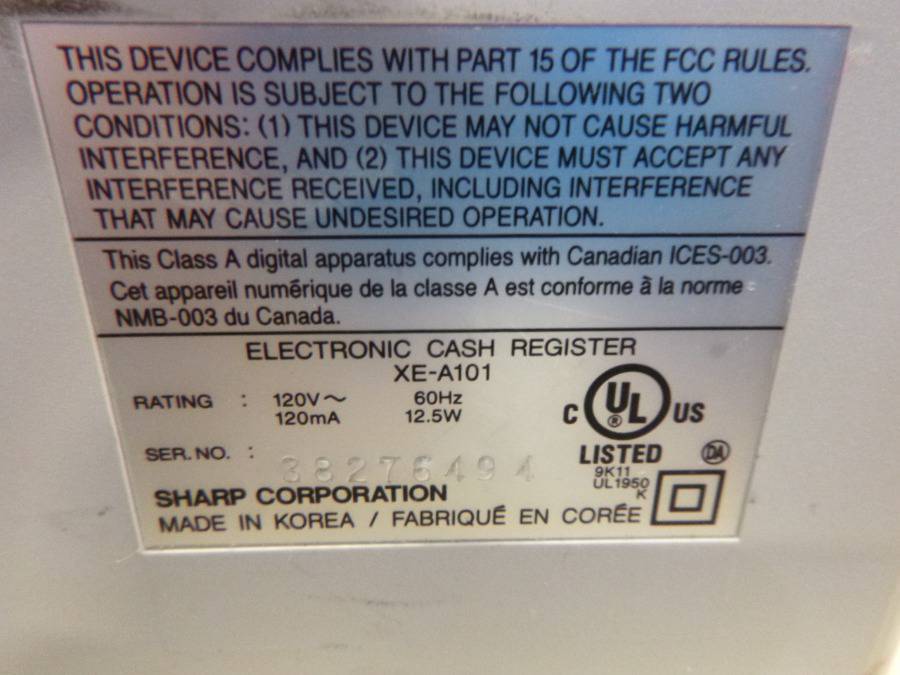 THIS DEVICE COMPLIES WITH PART 15 OF THE FCC RULES.
OPERATION IS SUBJECT TO THE FOLLOWING TWO
CONDITIONS: (1) THIS DEVICE MAY NOT CAUSE HARMFUL
INTERFERENCE, AND (2) THIS DEVICE MUST ACCEPT ANY
INTERFERENCE RECEIVED, INCLUDING INTERFERENCE
THAT MAY CAUSE UNDESIRED OPERATION.
This Class A digital apparatus complies with Canadian ICES-003.
Cet appareil numérique de la classe A est conforme à la norme
NMB-003 du Canada.
ELECTRONIC CASH REGISTER
XE-A101
RATING : 120V～ 60Hz
120mA 12.5W
C UL ® US
LISTED
DA
9K11
UL1950
K
SER. NO. : 38276494
SHARP CORPORATION
MADE IN KOREA / FABRIQUÉ EN CORÉE